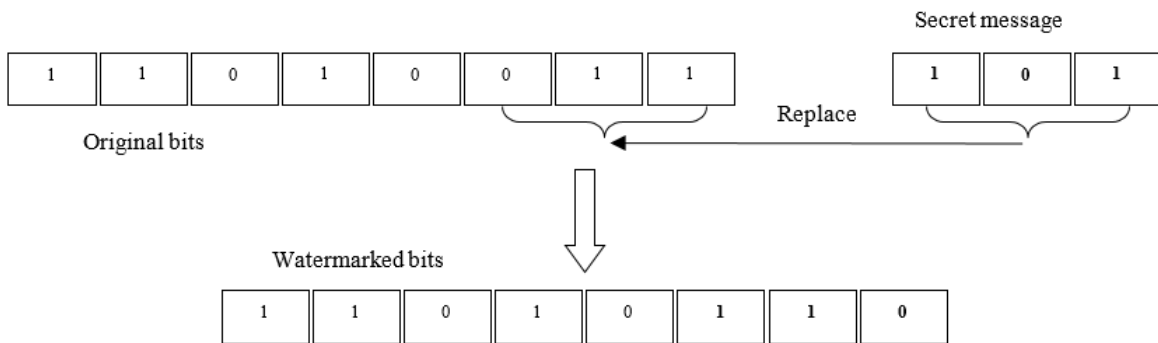 Secret message
1 1 0 1 0 0 1 1
1 0 1
Replace
Original bits
Watermarked bits
1 1 0 1 0 1 1 0